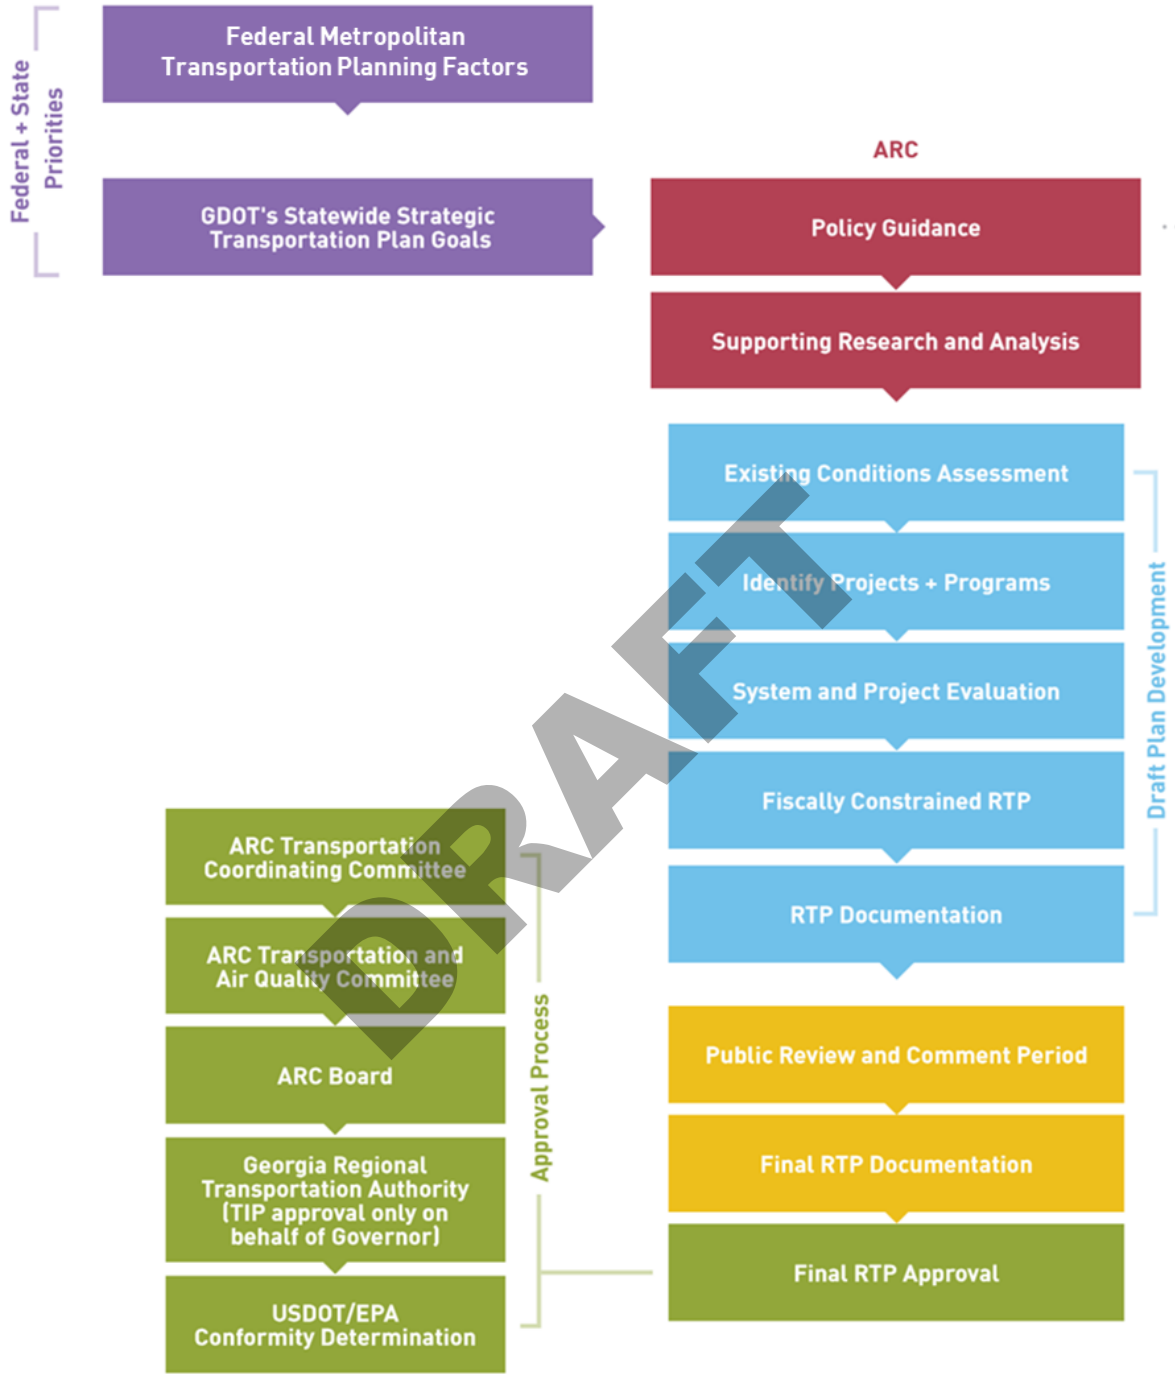 Federal + State
Priorities
Federal Metropolitan
Transportation Planning Factors
GDOT's Statewide Strategic
Transportation Plan Goals
ARC
Policy Guidance
Supporting Research and Analysis
Existing Conditions Assessment
Identify Projects + Programs
System and Project Evaluation
Fiscally Constrained RTP
RTP Documentation
Draft Plan Development
Public Review and Comment Period
Final RTP Documentation
Final RTP Approval
Approval Process
ARC Transportation
Coordinating Committee
ARC Transportation and
Air Quality Committee
ARC Board
Georgia Regional
Transportation Authority
(TIP approval only on
behalf of Governor)
USDOT/EPA
Conformity Determination
DRAFT